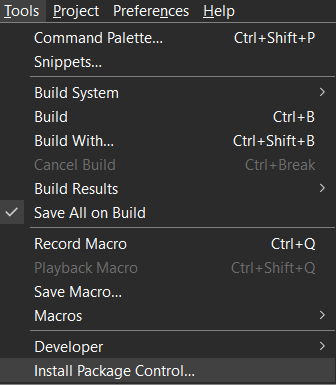 Tools Project Preferences Help
Command Palette... Ctrl+Shift+P
Snippets...
Build System
Build Ctrl+B
Build With... Ctrl+Shift+B
Cancel Build Ctrl+Break
Build Results
Save All on Build
Record Macro Ctrl+Q
Playback Macro Ctrl+Shift+Q
Save Macro...
Macros
Developer
Install Package Control...